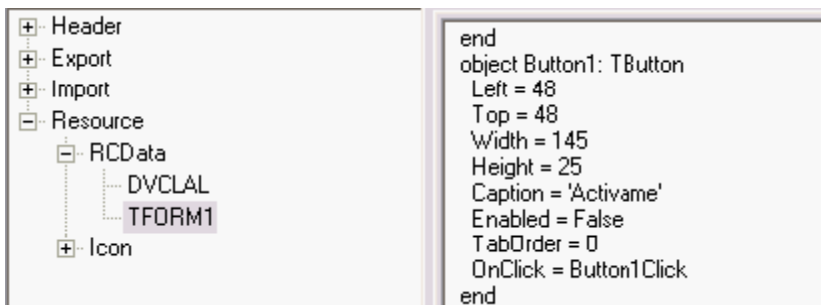 Header
Export
Import
Resource
RCData
DVCLAL
TFORM1
Icon
end
object Button1: TButton
Left = 48
Top = 48
Width = 145
Height = 25
Caption = 'Activame'
Enabled = False
TabOrder = 0
OnClick = Button1Click
end